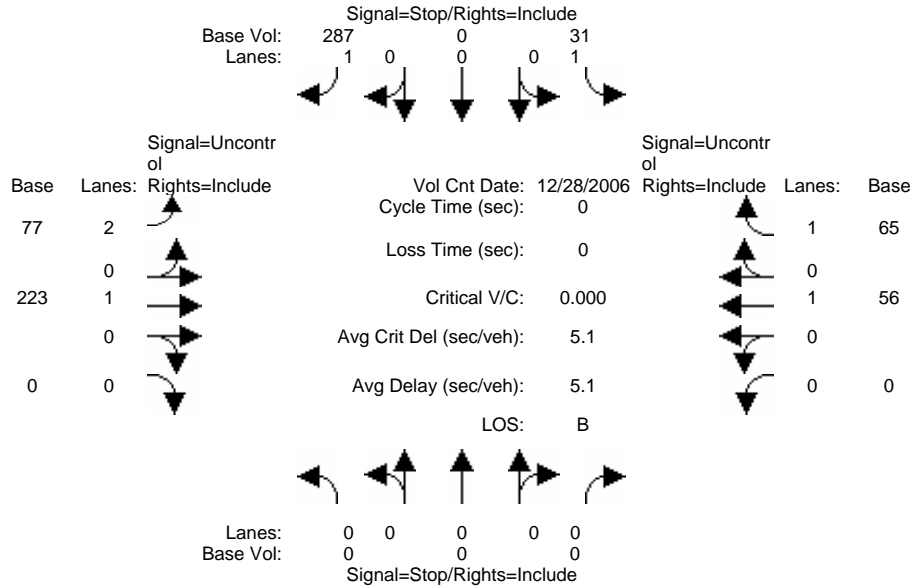 Signal=Stop/Rights=Include
Base Vol: 287 0 31
Lanes: 1 0 0 0 1
Signal=Uncontr
ol
Rights=Include
Signal=Uncontr
ol
Rights=Include
Base Lanes: Vol Cnt Date: 12/28/2006 Lanes: Base
Cycle Time (sec): 0
77 2 1 65
Loss Time (sec): 0
0 0
223 1 Critical V/C: 0.000 1 56
0 Avg Crit Del (sec/veh): 5.1 0
0 0 Avg Delay (sec/veh): 5.1 0 0
LOS: B
Lanes: 0 0 0 0 0
Base Vol: 0 0 0
Signal=Stop/Rights=Include